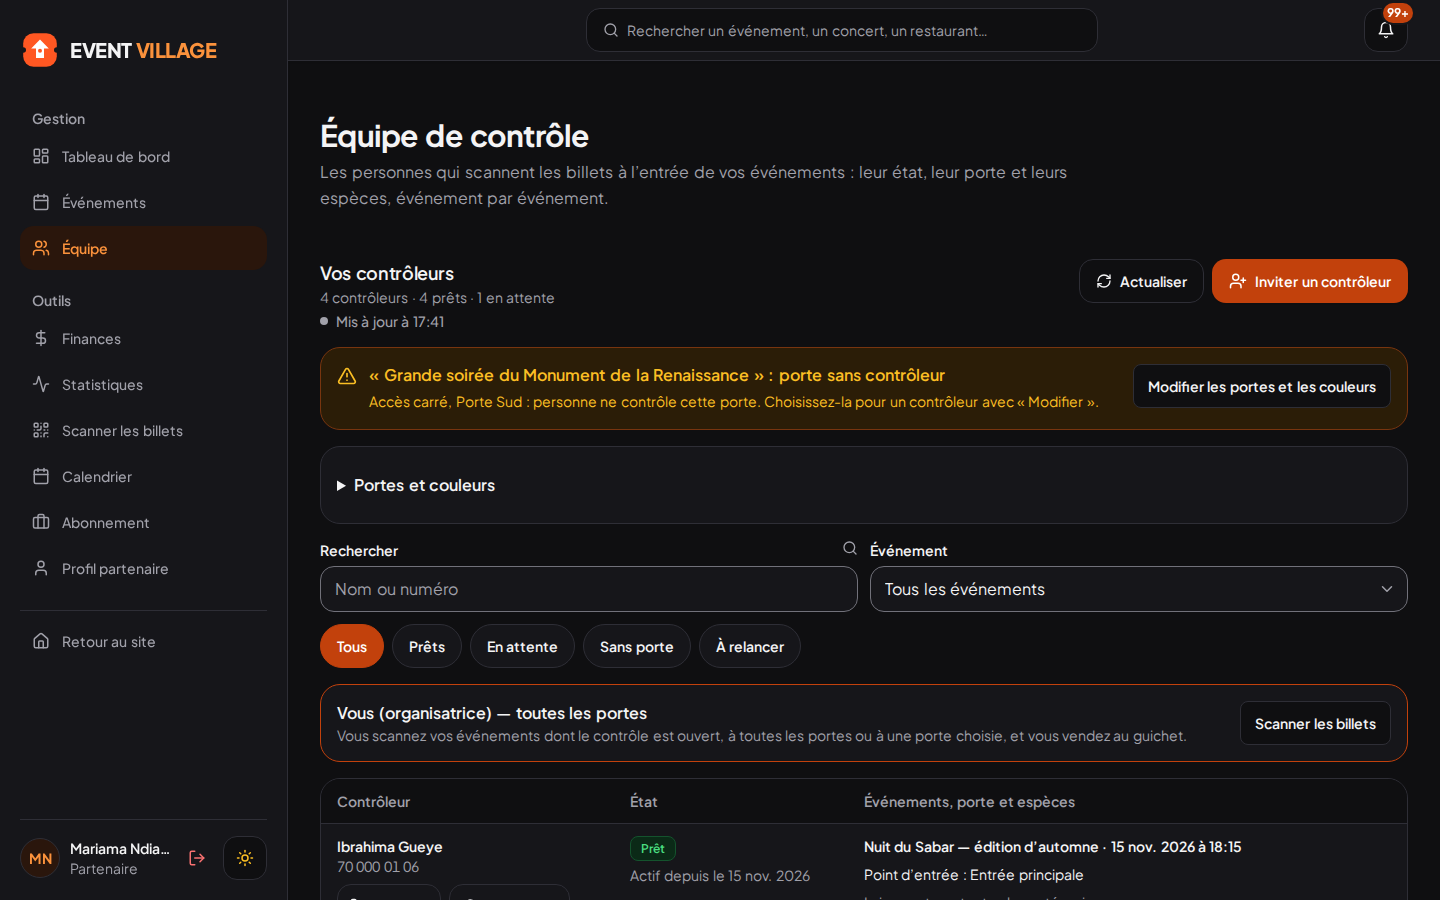 EVENT VILLAGE
Rechercher un événement, un concert, un restaurant…
99+
Gestion
Tableau de bord
Événements
Équipe
Outils
Finances
Statistiques
Scanner les billets
Calendrier
Abonnement
Profil partenaire
Retour au site
MN
Mariama Ndia…
Partenaire
Équipe de contrôle
Les personnes qui scannent les billets à l’entrée de vos événements : leur état, leur porte et leurs
espèces, événement par événement.
Vos contrôleurs
4 contrôleurs · 4 prêts · 1 en attente
Mis à jour à 17:41
Actualiser
Inviter un contrôleur
« Grande soirée du Monument de la Renaissance » : porte sans contrôleur
Accès carré, Porte Sud : personne ne contrôle cette porte. Choisissez-la pour un contrôleur avec « Modifier ».
Modifier les portes et les couleurs
Portes et couleurs
Rechercher
Nom ou numéro
Événement
Tous les événements
Tous
Prêts
En attente
Sans porte
À relancer
Vous (organisatrice) — toutes les portes
Vous scannez vos événements dont le contrôle est ouvert, à toutes les portes ou à une porte choisie, et vous vendez au guichet.
Scanner les billets
Contrôleur
État
Événements, porte et espèces
Ibrahima Gueye
70 000 01 06
Prêt
Actif depuis le 15 nov. 2026
Nuit du Sabar — édition d’automne · 15 nov. 2026 à 18:15
Point d’entrée : Entrée principale